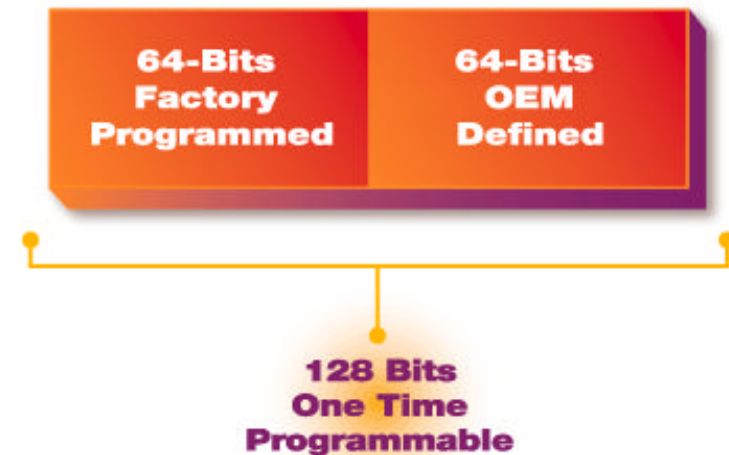 64-Bits
Factory
Programmed
64-Bits
OEM
Defined
128 Bits
One Time
Programmable